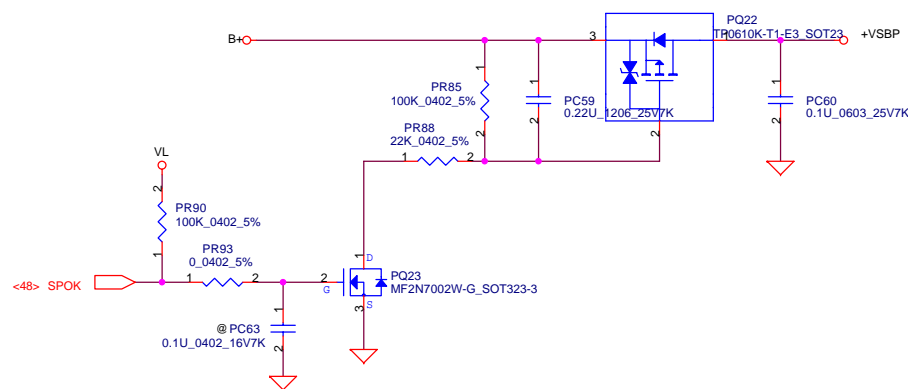 PQ22
TP0610K-T1-E3_SOT23
B+
3
1
+VSBP
1
PR85
100K_0402_5%
2
1
PC59
0.22U_1206_25V7K
2
2
1
PC60
0.1U_0603_25V7K
2
PR88
22K_0402_5%
1
2
VL
2
PR90
100K_0402_5%
1
PR93
0_0402_5%
<48> SPOK
1
2
2
G
1
D
PQ23
MF2N7002W-G_SOT323-3
3
S
1
@ PC63
0.1U_0402_16V7K
2